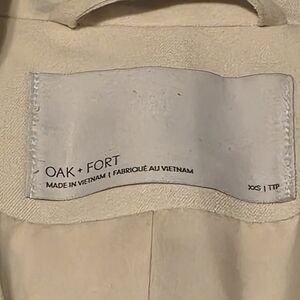 OAK + FORT
MADE IN VIETNAM | FABRIQUÉ AU VIETNAM
XXS | TTP